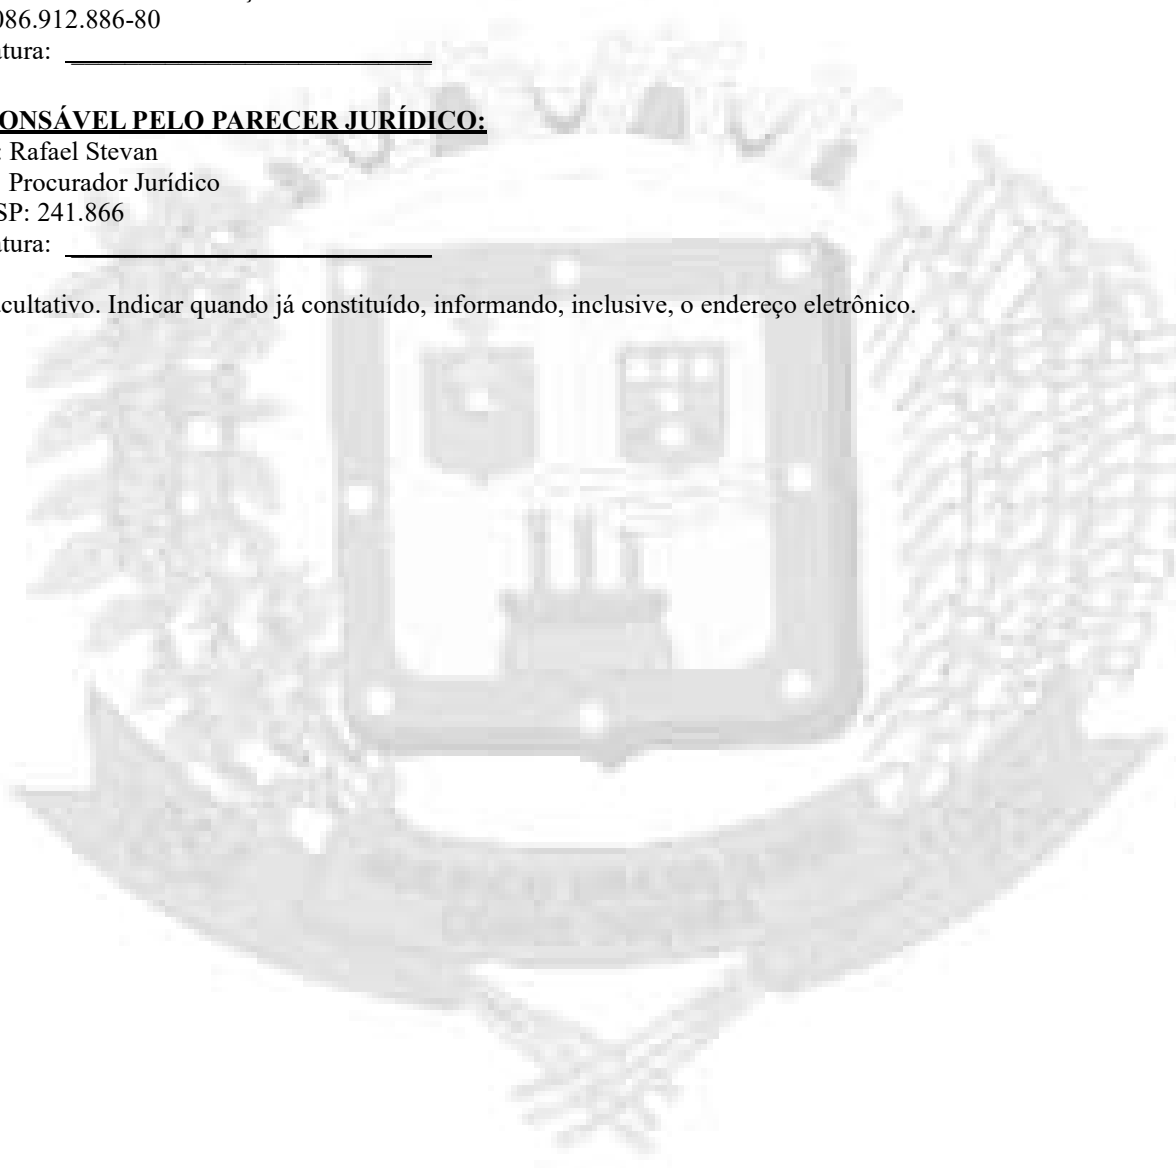 086.912.886-80
tura: 
ONSÁVEL PELO PARECER JURÍDICO:
: Rafael Stevan
Procurador Jurídico
SP: 241.866
tura: 
cultativo. Indicar quando já constituído, informando, inclusive, o endereço eletrônico.